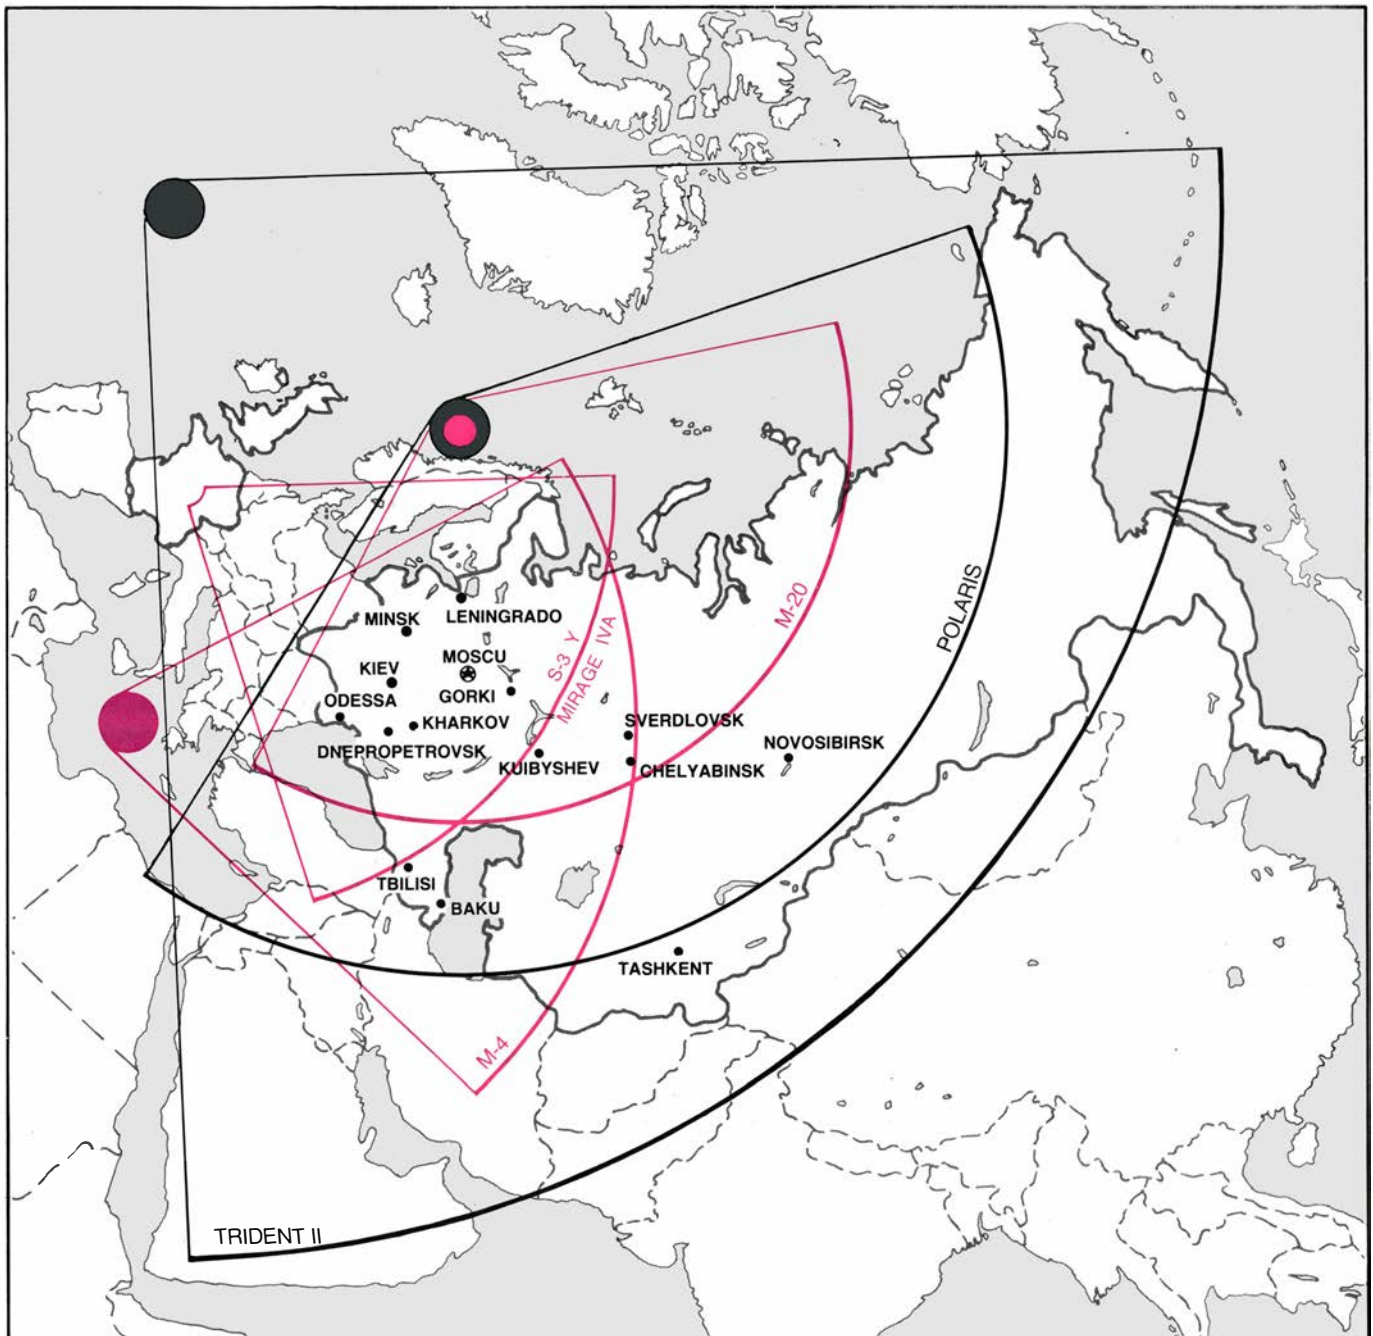 POLARIS
M-20
S-3 Y
MIRAGE IVA
LENINGRADO
MINSK
MOSCU
KIEV
GORKI
ODESSA
KHARKOV
SVERDLOVSK
DNEPROPETROVSK
NOVOSIBIRSK
KUIBYSHEV
CHELYABINSK
TBILISI
BAKU
TASHKENT
M-4
TRIDENT II